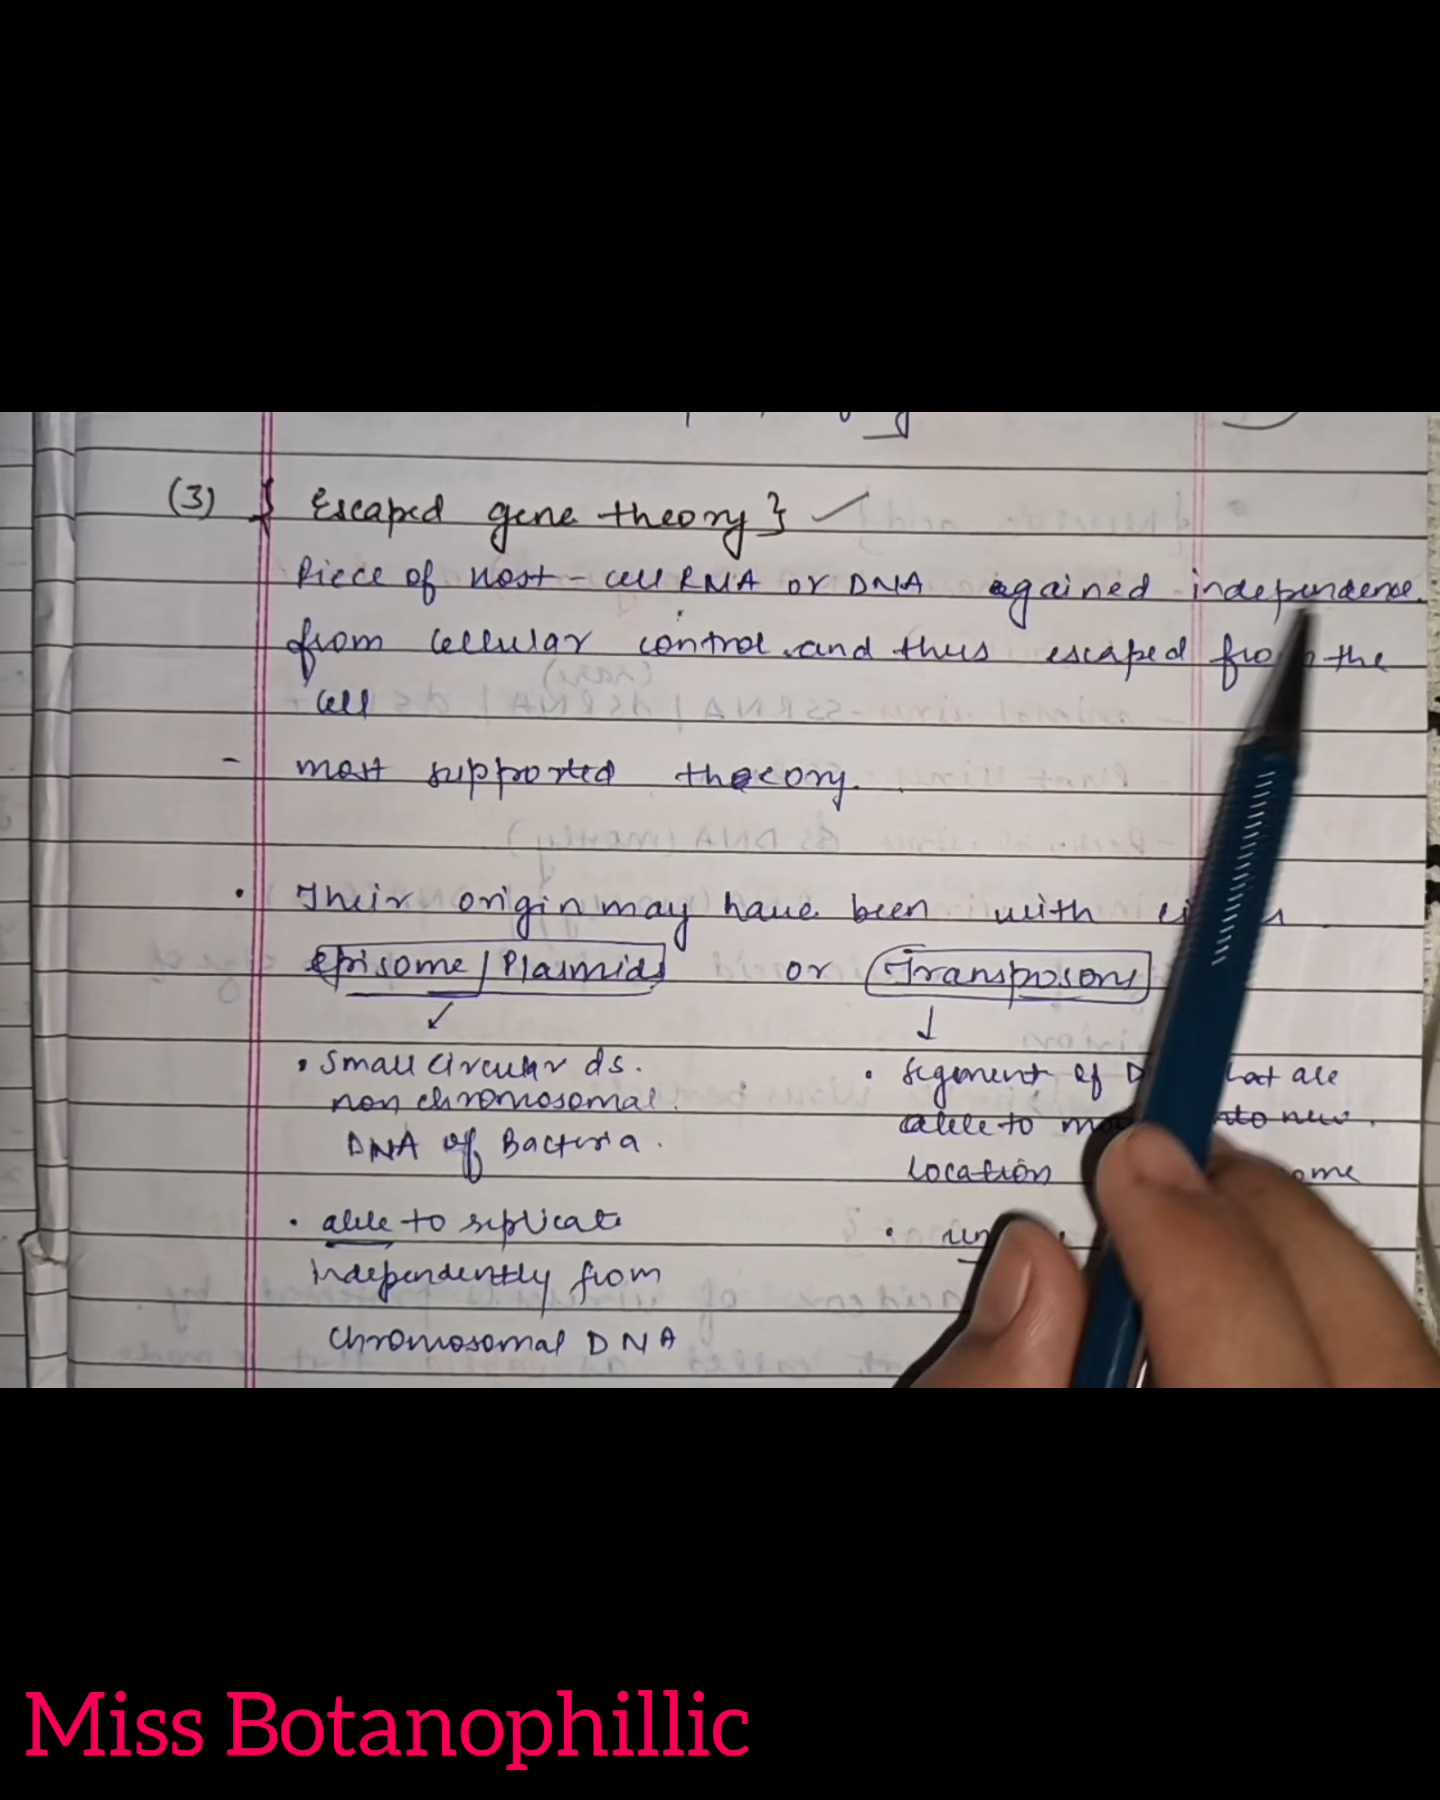 (3) { Escaped gene theory } ✓
Piece of Host - cell RNA or DNA gained independence
from cellular control and thus escaped from the
cell
- most supported theory.
• Their origin may have been with
episome / Plasmids or Transposons
• Small circular ds.
non chromosomal.
DNA of Bacteria.
• able to replicate
independently from
chromosomal DNA
• segment of are
able to into new
location
Miss Botanophillic